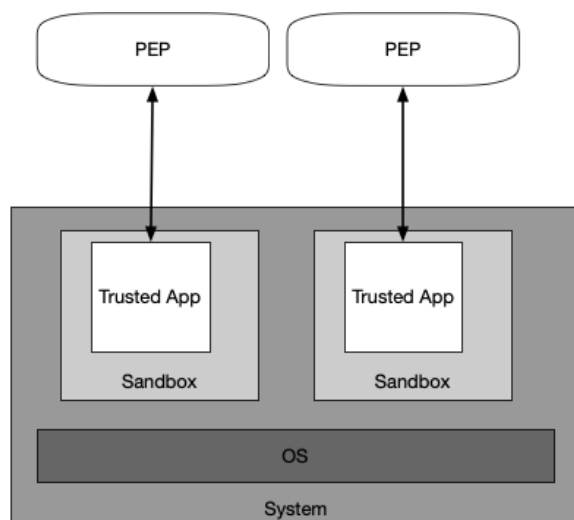 PEP
PEP
Trusted App
Trusted App
Sandbox
Sandbox
OS
System